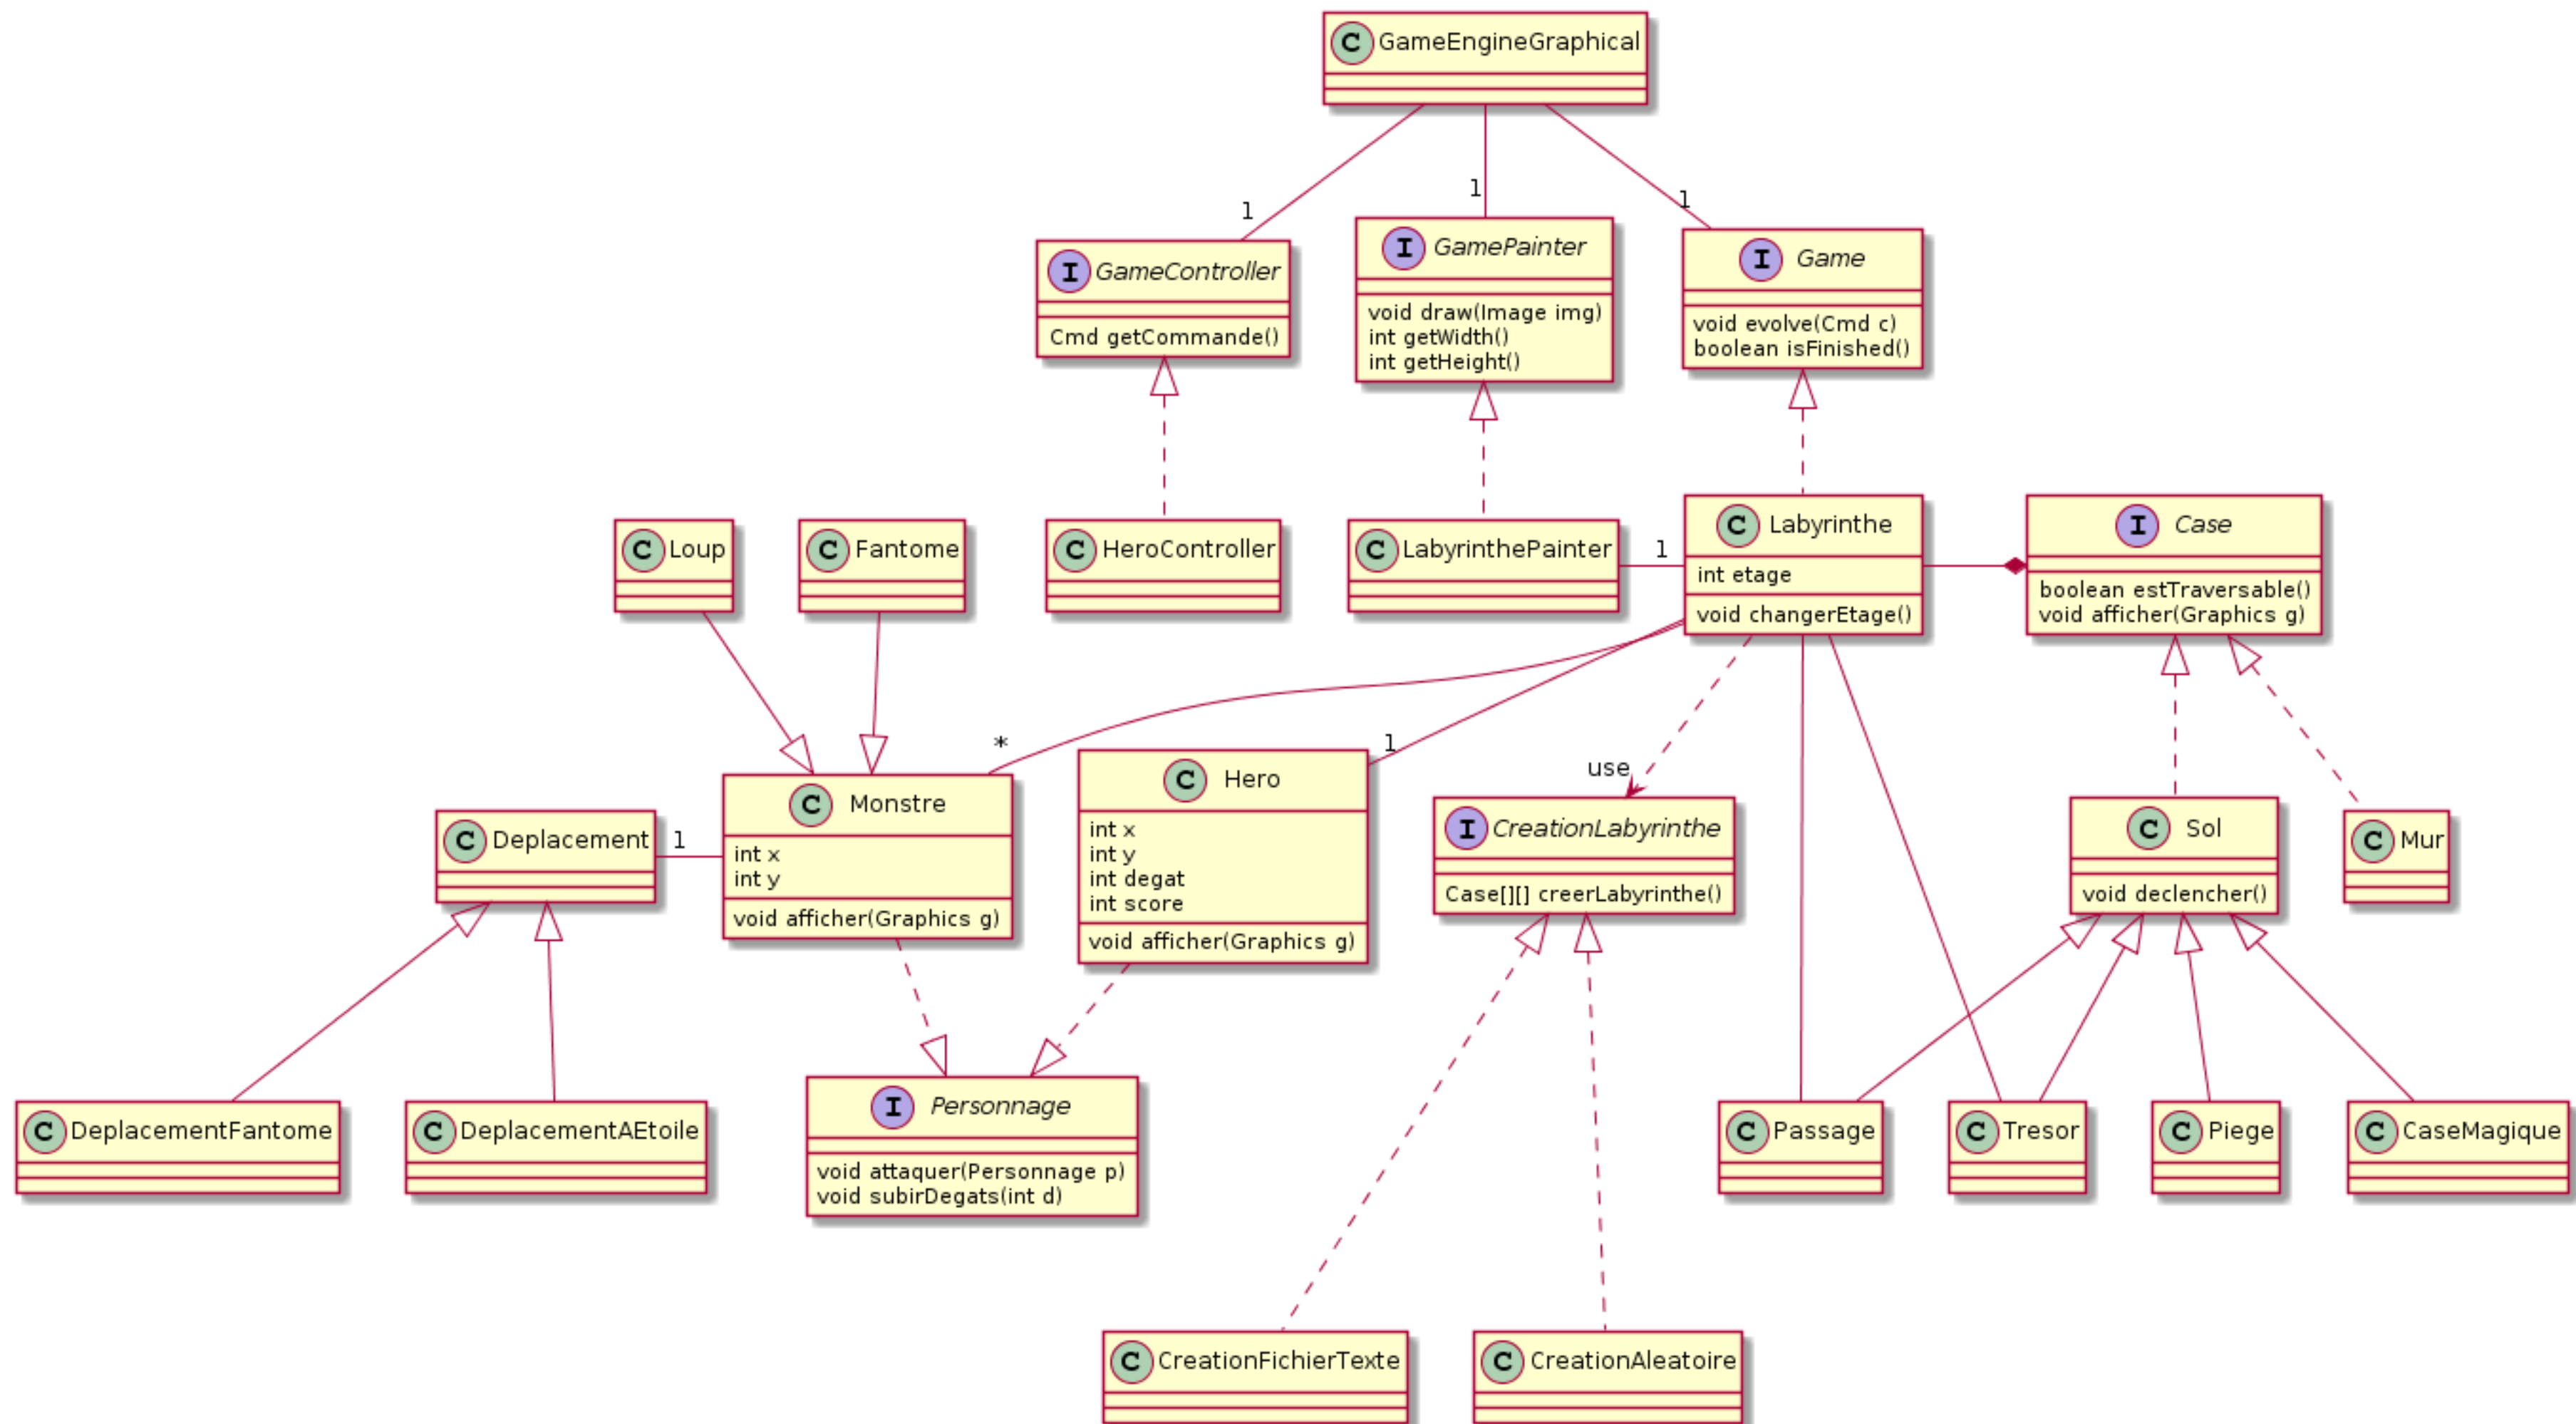 C GameEngineGraphical
1
1
1
I GameController
Cmd getCommande()
I GamePainter
void draw(Image img)
int getWidth()
int getHeight()
I Game
void evolve(Cmd c)
boolean isFinished()
C Loup
C Fantome
C HeroController
C LabyrinthePainter
1
C Labyrinthe
int etage
void changerEtage()
I Case
boolean estTraversable()
void afficher(Graphics g)
*
1
use
C Deplacement
1
C Monstre
int x
int y
void afficher(Graphics g)
C Hero
int x
int y
int degat
int score
void afficher(Graphics g)
I CreationLabyrinthe
Case[][] creerLabyrinthe()
C Sol
void declencher()
C Mur
C DeplacementFantome
C DeplacementAEtoile
I Personnage
void attaquer(Personnage p)
void subirDegats(int d)
C Passage
C Tresor
C Piege
C CaseMagique
C CreationFichierTexte
C CreationAleatoire